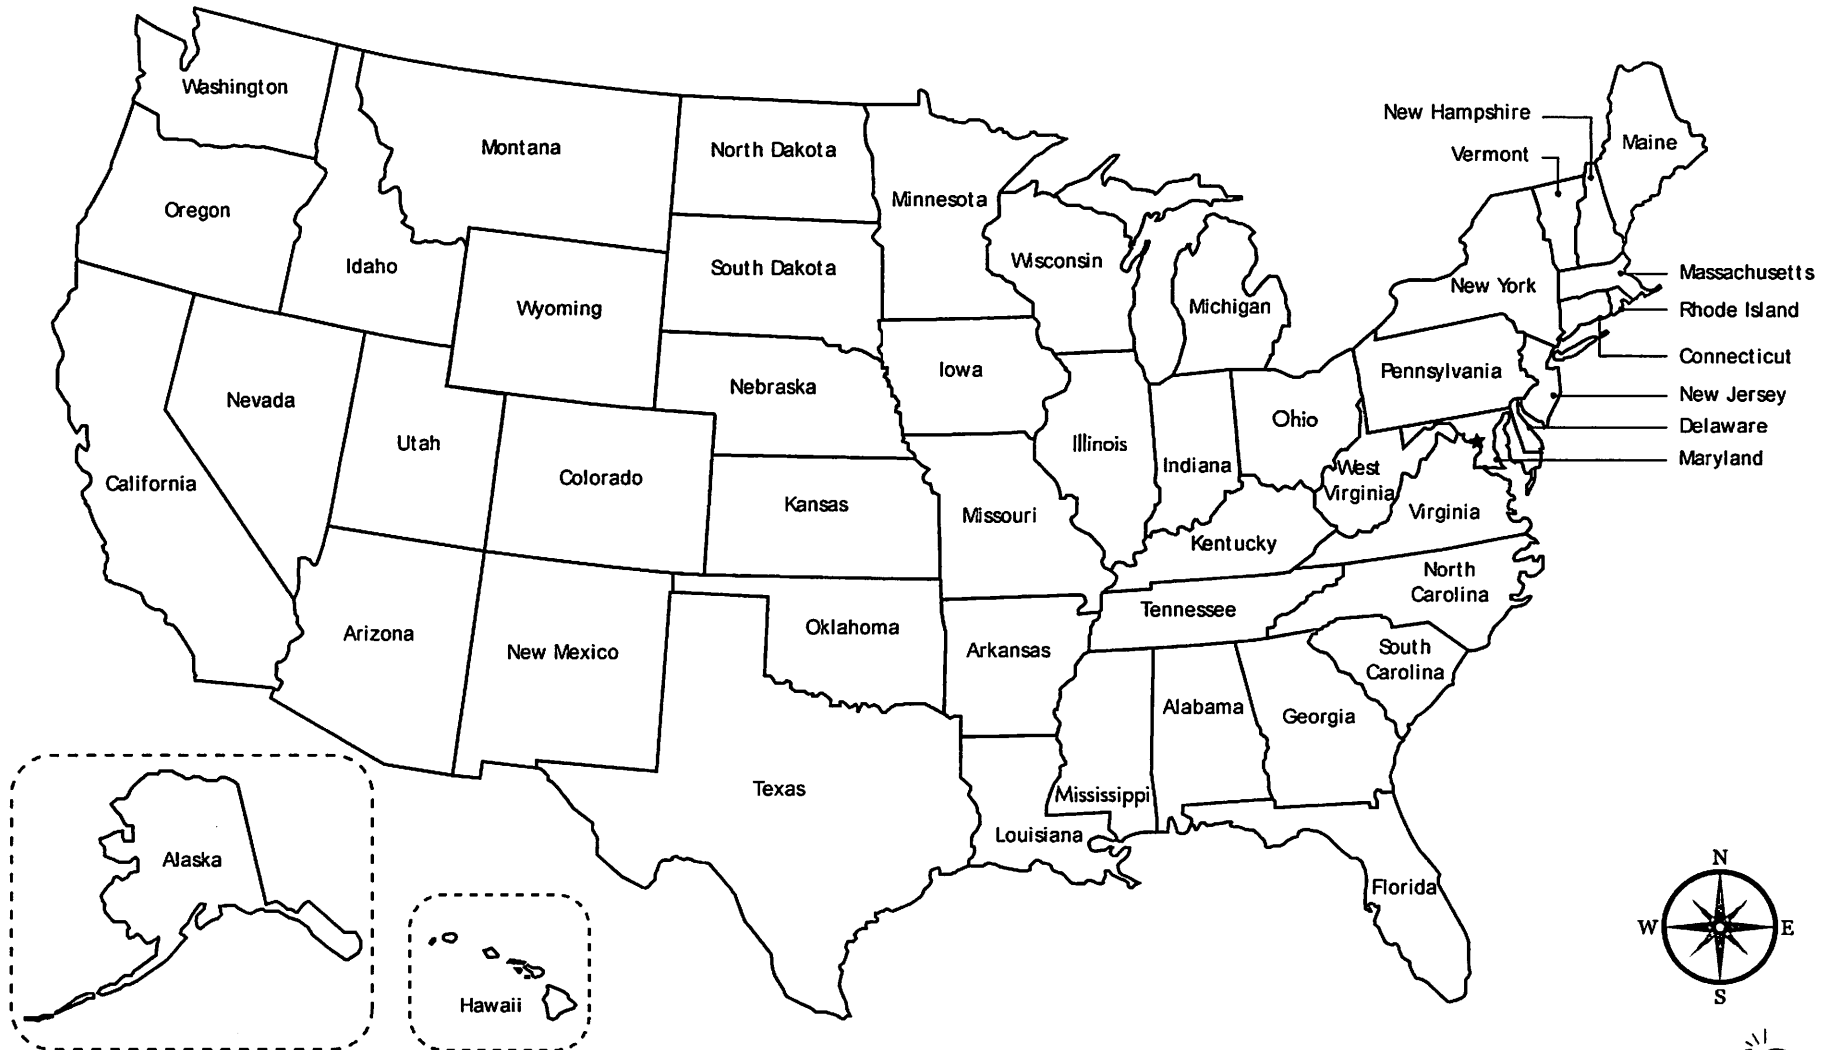 Washington
Montana
North Dakota
Minnesota
New Hampshire
Vermont
Maine
Oregon
Idaho
Wyoming
South Dakota
Wisconsin
Michigan
New York
Massachusetts
Rhode Island
Connecticut
New Jersey
Delaware
Maryland
Nevada
Utah
Nebraska
Iowa
Illinois
Indiana
Ohio
Pennsylvania
California
Colorado
Kansas
Missouri
Kentucky
West
Virginia
Virginia
Arizona
New Mexico
Oklahoma
Arkansas
Tennessee
North
Carolina
South
Carolina
Texas
Louisiana
Mississippi
Alabama
Georgia
Florida
Alaska
Hawaii
N
W
E
S